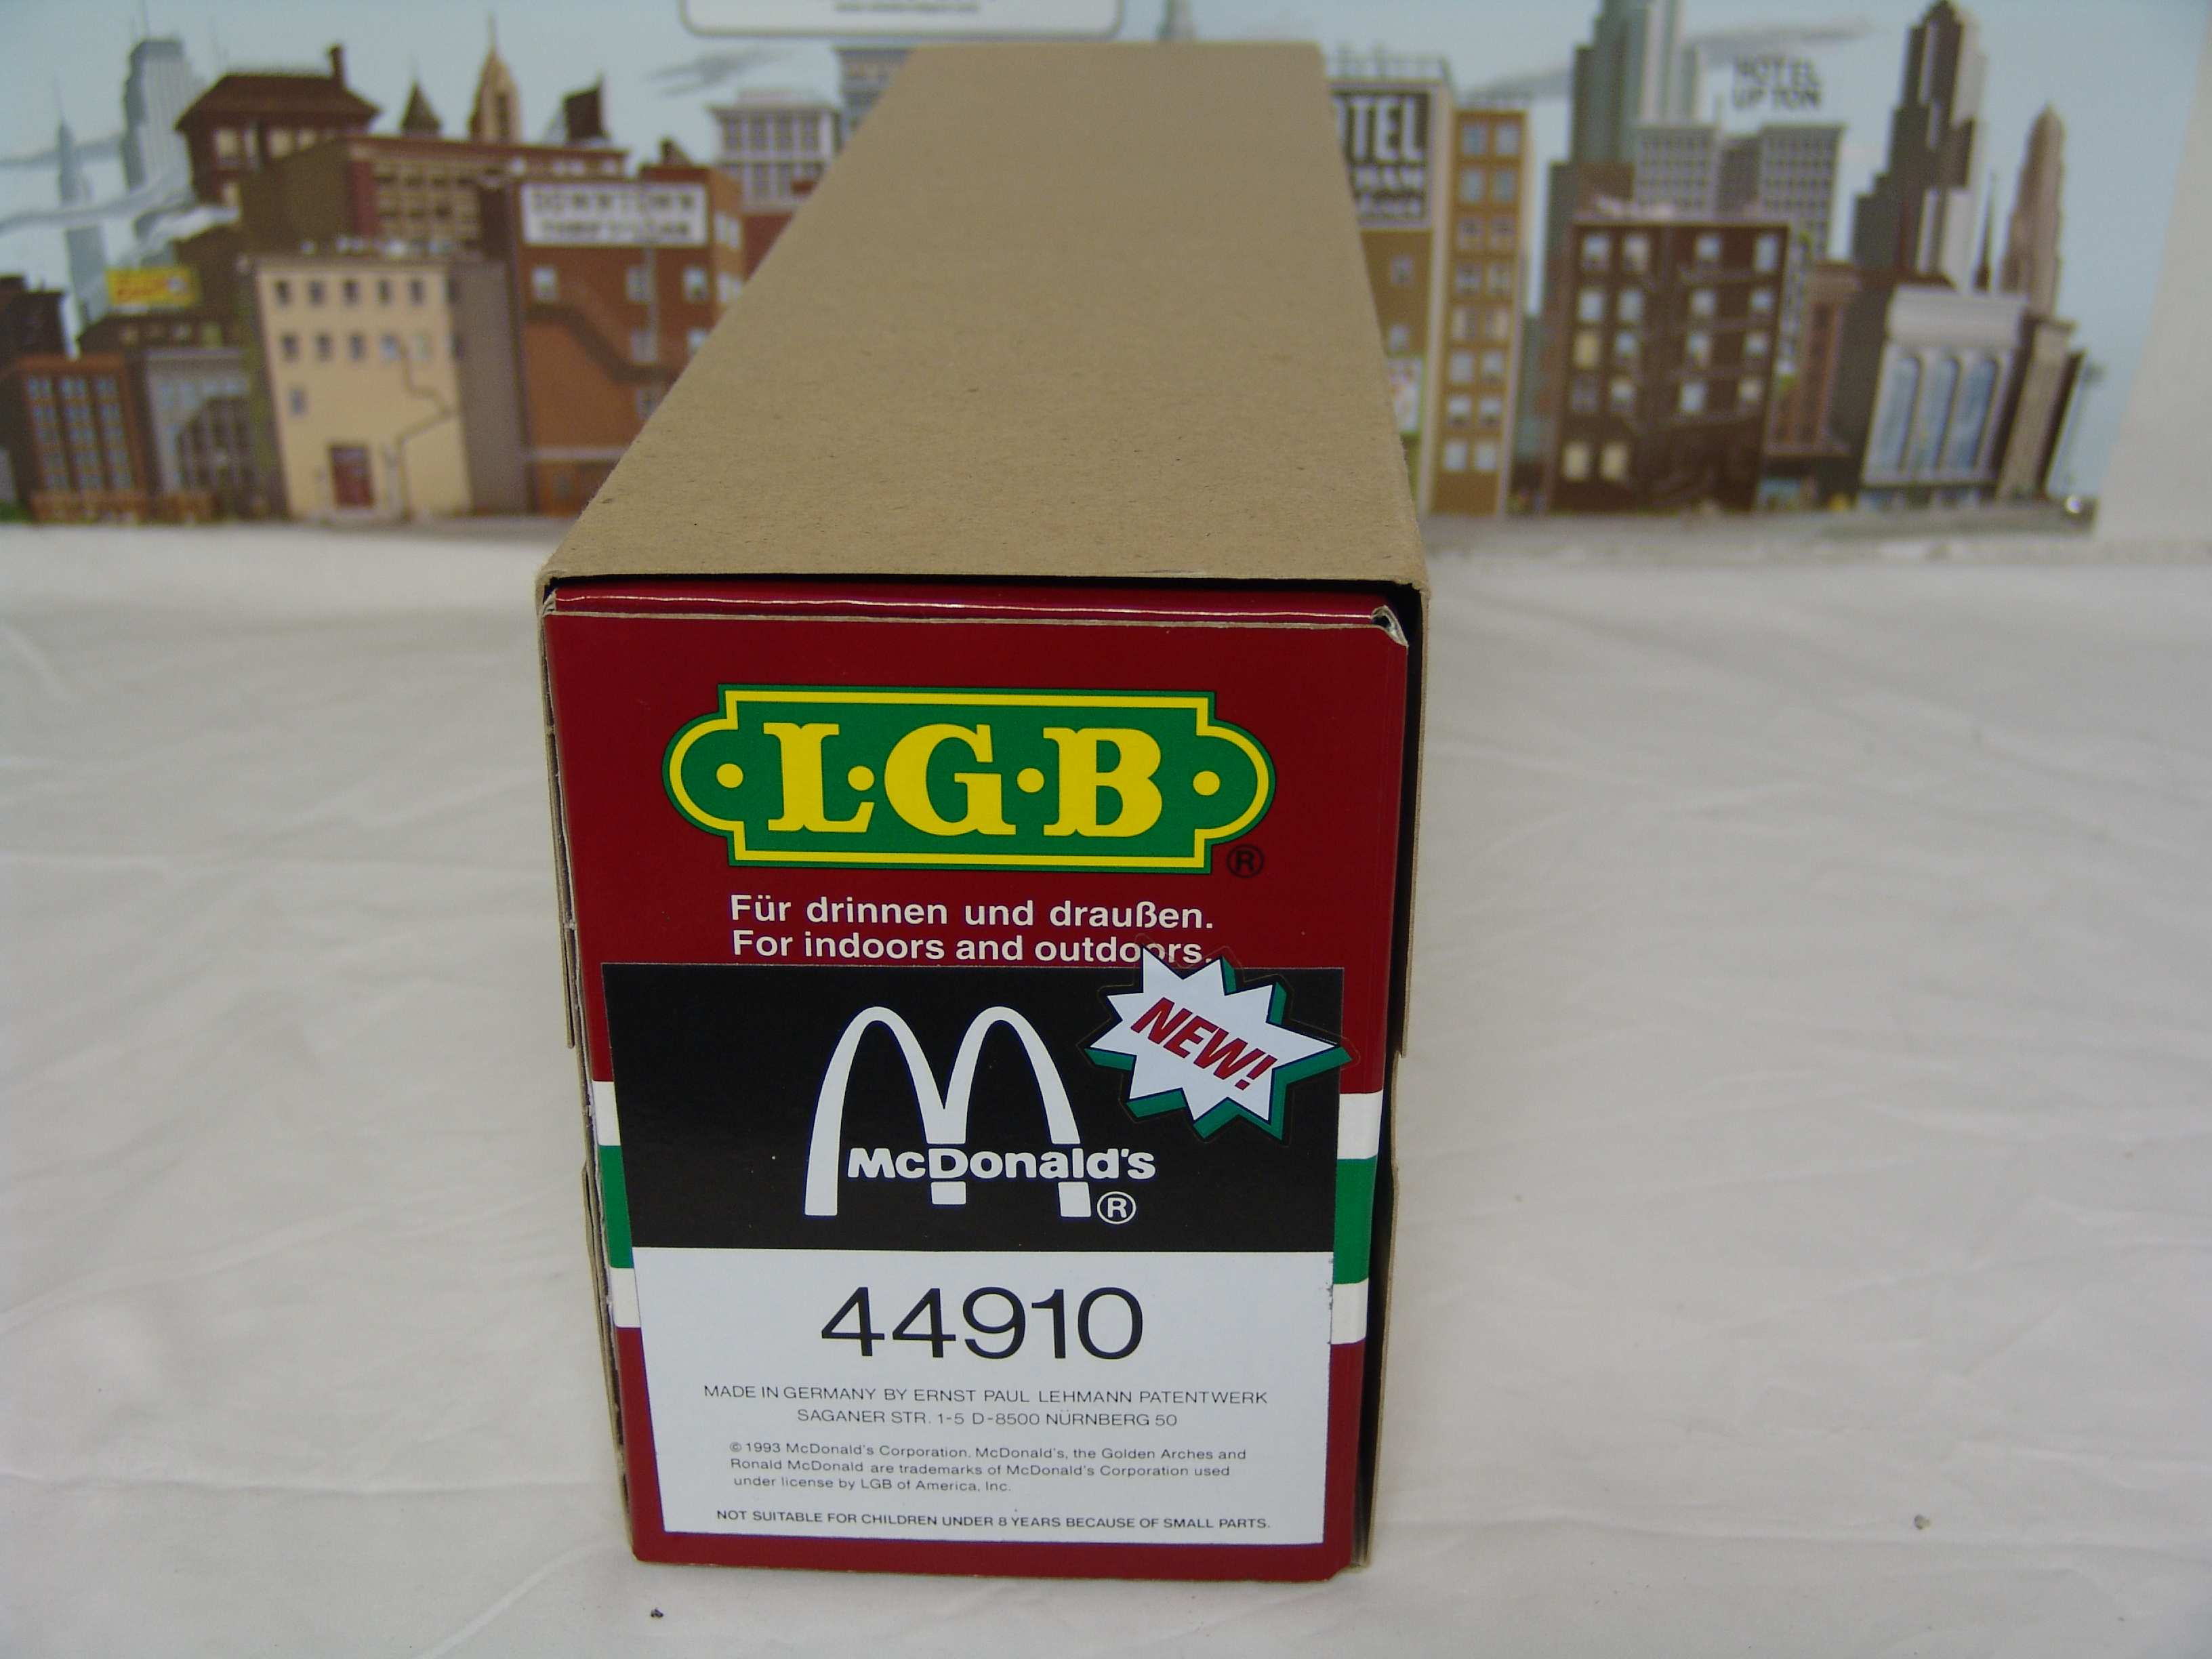 HOTEL
UPTON
DOWNTOWN
L·G·B
®
Für drinnen und draußen.
For indoors and outdoors.
NEW!
McDonald's
®
44910
MADE IN GERMANY BY ERNST PAUL LEHMANN PATENTWERK
SAGANER STR. 1-5 D-8500 NÜRNBERG 50
© 1993 McDonald's Corporation. McDonald's, the Golden Arches and
Ronald McDonald are trademarks of McDonald's Corporation used
under license by LGB of America, Inc.
NOT SUITABLE FOR CHILDREN UNDER 8 YEARS BECAUSE OF SMALL PARTS.